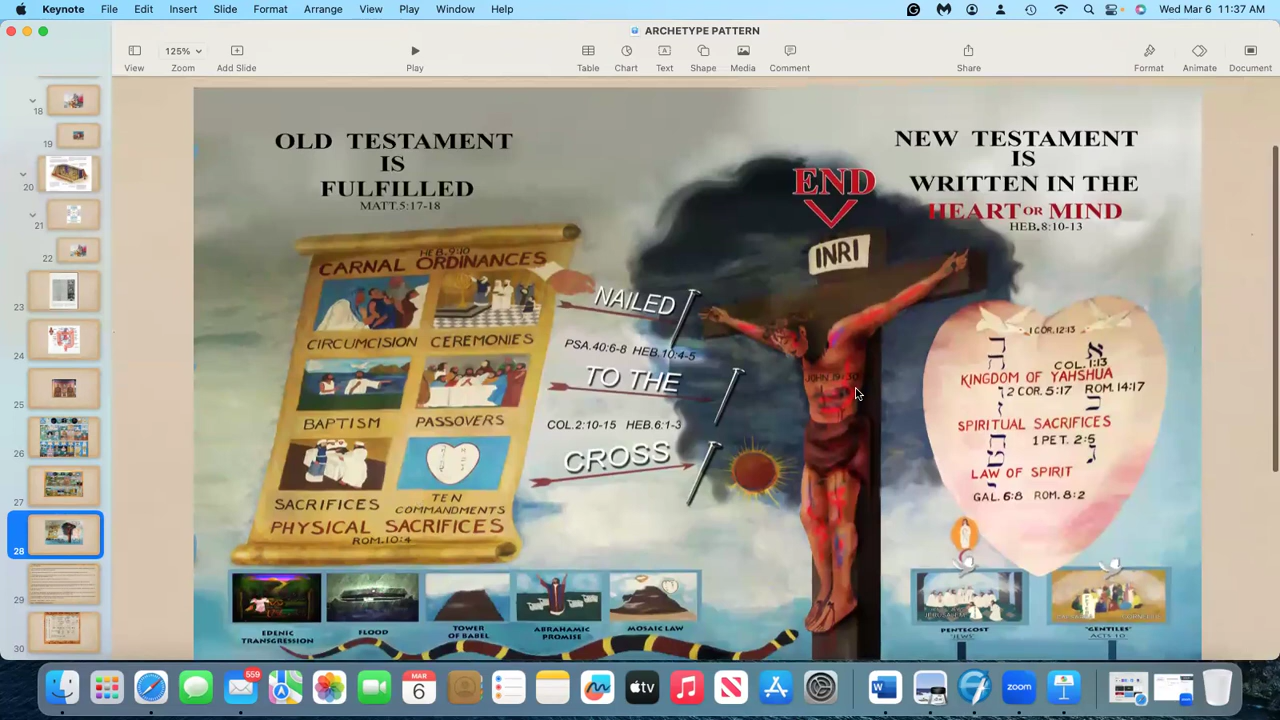 Keynote File Edit Insert Slide Format Arrange View Play Window Help Wed Mar 6 11:37 AM
ARCHETYPE PATTERN
125%
View Zoom Add Slide Play Table Chart Text Shape Media Comment Share Format Animate Document
18
19
20
21
22
23
24
25
26
27
28
29
30
OLD TESTAMENT
IS
FULFILLED
MATT.5:17-18
HEB.9:10
CARNAL ORDINANCES
CIRCUMCISION CEREMONIES
BAPTISM PASSOVERS
SACRIFICES TEN
COMMANDMENTS
PHYSICAL SACRIFICES
ROM.10:4
NAILED
PSA.40:6-8 HEB.10:4-5
TO THE
COL.2:10-15 HEB.6:1-3
CROSS
END
INRI
JOHN 19:30
NEW TESTAMENT
IS
WRITTEN IN THE
HEART OR MIND
HEB.8:10-13
1 COR.12:13
COL.1:13
KINGDOM OF YAHSHUA
2 COR.5:17 ROM.14:17
SPIRITUAL SACRIFICES
1 PET. 2:5
LAW OF SPIRIT
GAL. 6:8 ROM. 8:2
EDENIC
TRANSGRESSION
FLOOD
TOWER
OF BABEL
ABRAHAMIC
PROMISE
MOSAIC LAW
PENTECOST
"JEWS"
"GENTILES"
ACTS 10
MAR
6
559
tv
W
zoom